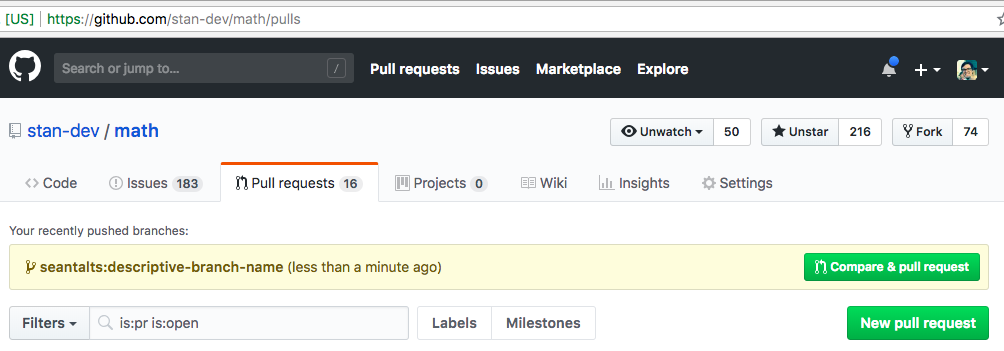 [US] https://github.com/stan-dev/math/pulls
Search or jump to... / Pull requests Issues Marketplace Explore
stan-dev / math Unwatch 50 Unstar 216 Fork 74
Code Issues 183 Pull requests 16 Projects 0 Wiki Insights Settings
Your recently pushed branches:
seantalts:descriptive-branch-name (less than a minute ago) Compare & pull request
Filters is:pr is:open Labels Milestones New pull request